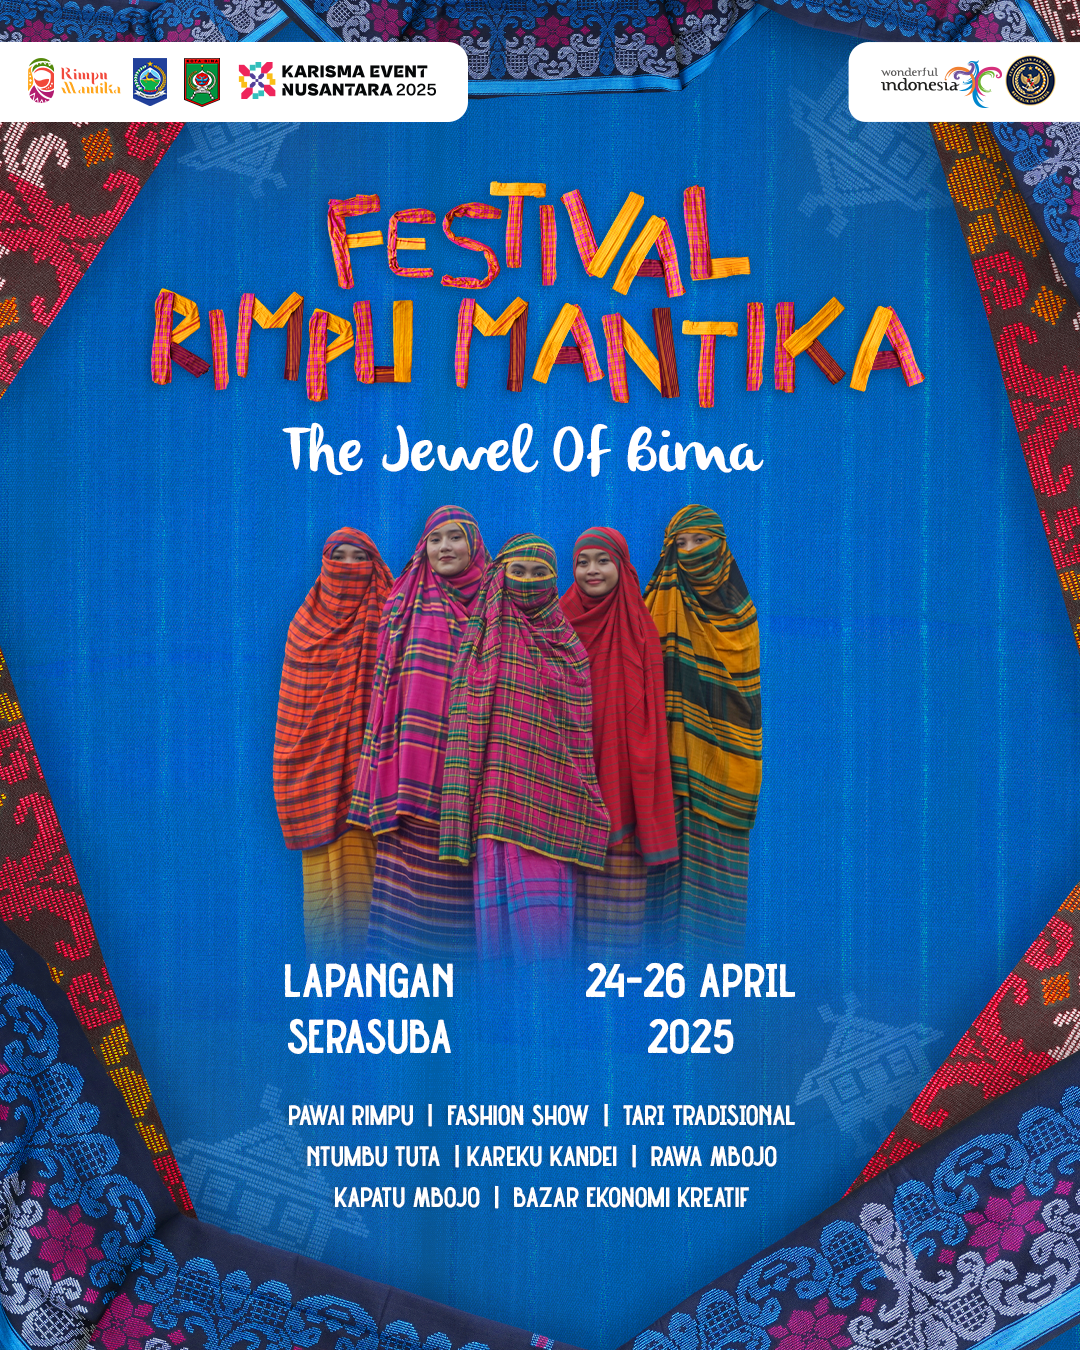 Rimpu
Mantika
KARISMA EVENT
NUSANTARA 2025
wonderful
indonesia
FESTIVAL
RIMPU MANTIKA
The Jewel Of Bima
LAPANGAN
SERASUBA
24-26 APRIL
2025
PAWAI RIMPU | FASHION SHOW | TARI TRADISIONAL
NTUMBU TUTA | KAREKU KANDEI | RAWA MBOJO
KAPATU MBOJO | BAZAR EKONOMI KREATIF